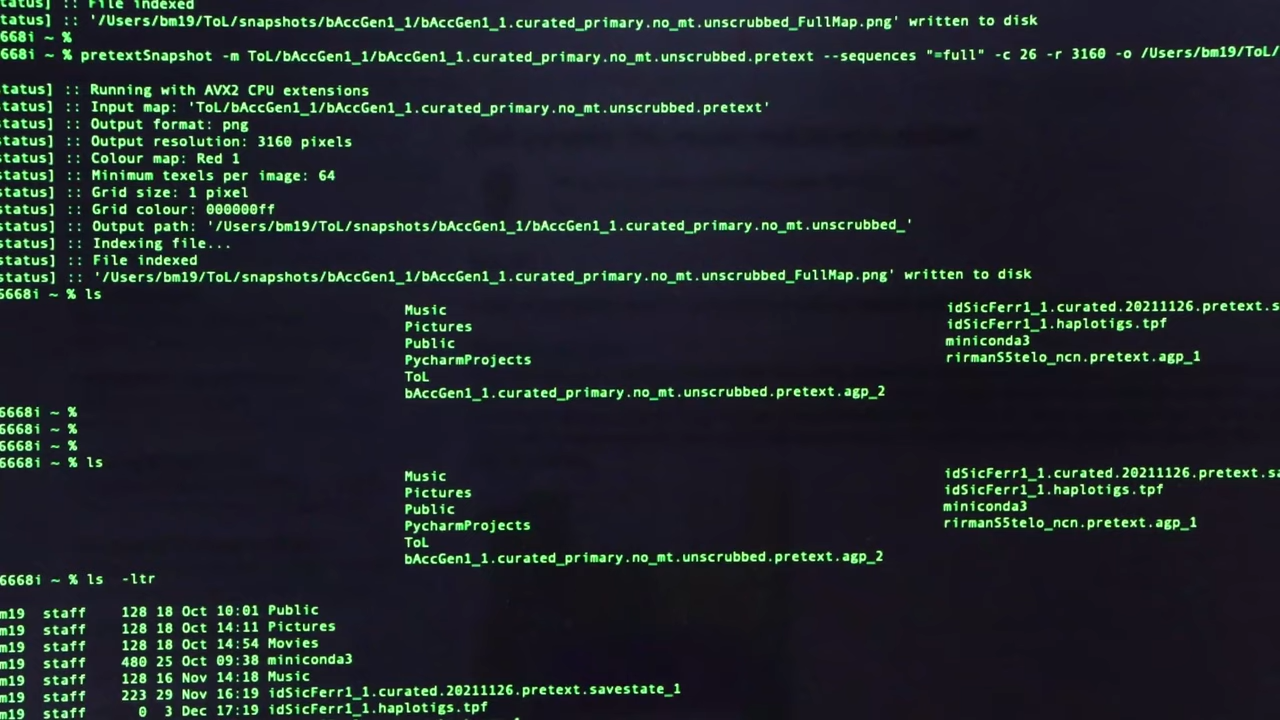 tatus] :: File indexed
tatus] :: '/Users/bm19/ToL/snapshots/bAccGen1_1/bAccGen1_1.curated_primary.no_mt.unscrubbed_FullMap.png' written to disk
668i ~ %
668i ~ % pretextSnapshot -m ToL/bAccGen1_1/bAccGen1_1.curated_primary.no_mt.unscrubbed.pretext --sequences "=full" -c 26 -r 3160 -o /Users/bm19/ToL/
tatus] :: Running with AVX2 CPU extensions
tatus] :: Input map: 'ToL/bAccGen1_1/bAccGen1_1.curated_primary.no_mt.unscrubbed.pretext'
tatus] :: Output format: png
tatus] :: Output resolution: 3160 pixels
tatus] :: Colour map: Red 1
tatus] :: Minimum texels per image: 64
tatus] :: Grid size: 1 pixel
tatus] :: Grid colour: 000000ff
tatus] :: Output path: '/Users/bm19/ToL/snapshots/bAccGen1_1/bAccGen1_1.curated_primary.no_mt.unscrubbed_'
tatus] :: Indexing file...
tatus] :: File indexed
tatus] :: '/Users/bm19/ToL/snapshots/bAccGen1_1/bAccGen1_1.curated_primary.no_mt.unscrubbed_FullMap.png' written to disk
6668i ~ % ls
Music idSicFerr1_1.curated.20211126.pretext.s
Pictures idSicFerr1_1.haplotigs.tpf
Public miniconda3
PycharmProjects rirmanS5telo_ncn.pretext.agp_1
ToL
bAccGen1_1.curated_primary.no_mt.unscrubbed.pretext.agp_2
6668i ~ %
6668i ~ %
6668i ~ %
6668i ~ % ls
Music idSicFerr1_1.curated.20211126.pretext.sa
Pictures idSicFerr1_1.haplotigs.tpf
Public miniconda3
PycharmProjects rirmanS5telo_ncn.pretext.agp_1
ToL
bAccGen1_1.curated_primary.no_mt.unscrubbed.pretext.agp_2
6668i ~ % ls -ltr
m19 staff 128 18 Oct 10:01 Public
m19 staff 128 18 Oct 14:11 Pictures
m19 staff 128 18 Oct 14:54 Movies
m19 staff 480 25 Oct 09:38 miniconda3
m19 staff 128 16 Nov 14:18 Music
m19 staff 223 29 Nov 16:19 idSicFerr1_1.curated.20211126.pretext.savestate_1
m19 staff 0 3 Dec 17:19 idSicFerr1_1.haplotigs.tpf